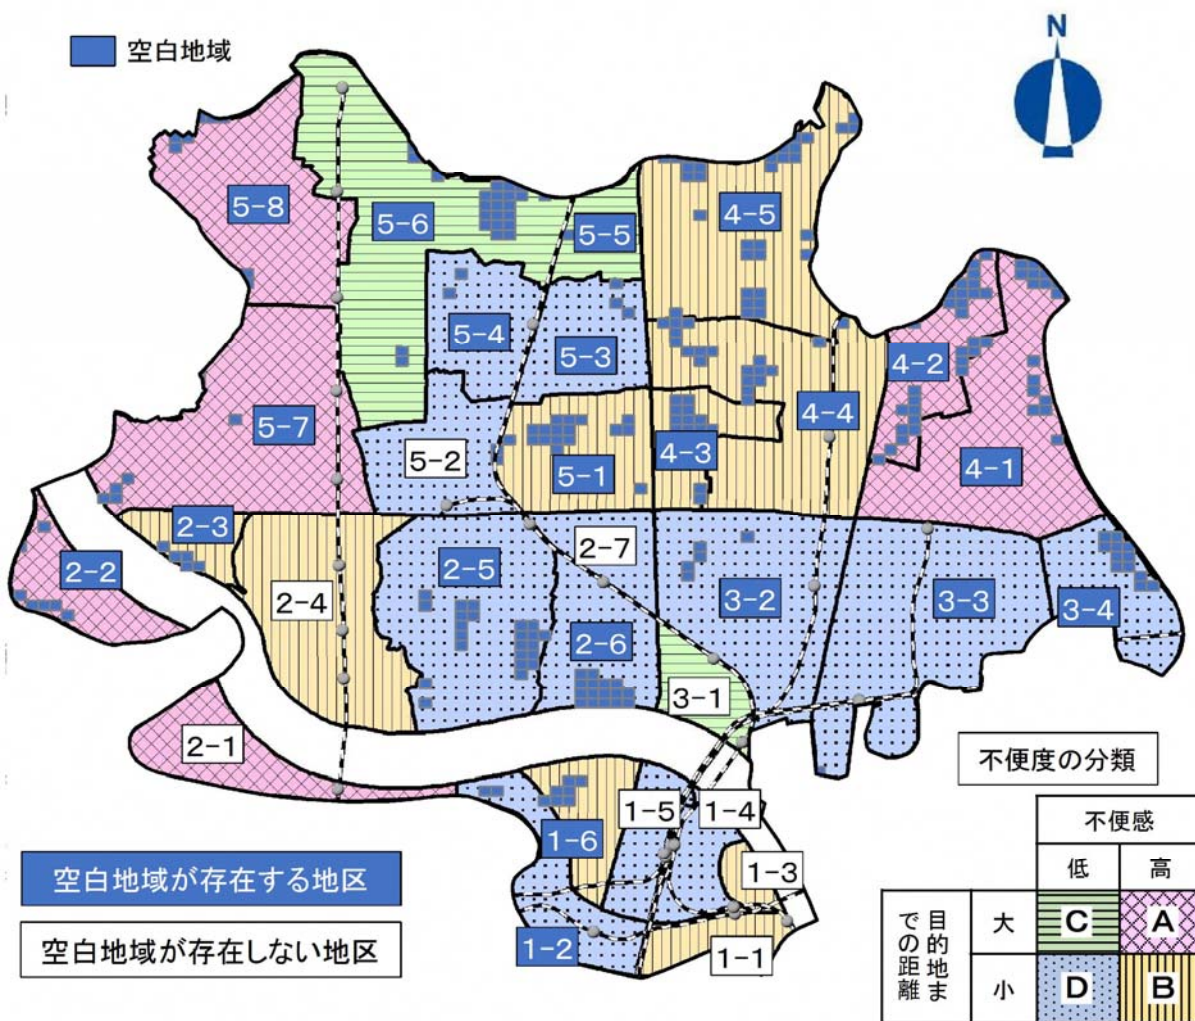 空白地域
N
5-8
5-6
5-5
4-5
5-4
5-3
4-2
5-7
4-4
5-2
5-1
4-3
4-1
2-3
2-7
2-2
2-5
2-4
3-2
3-3
3-4
2-6
3-1
2-1
不便度の分類
1-5
1-4
1-6
1-3
1-2
1-1
空白地域が存在する地区
空白地域が存在しない地区
不便感
低
高
目的地ま
での距離
大
C
A
小
D
B